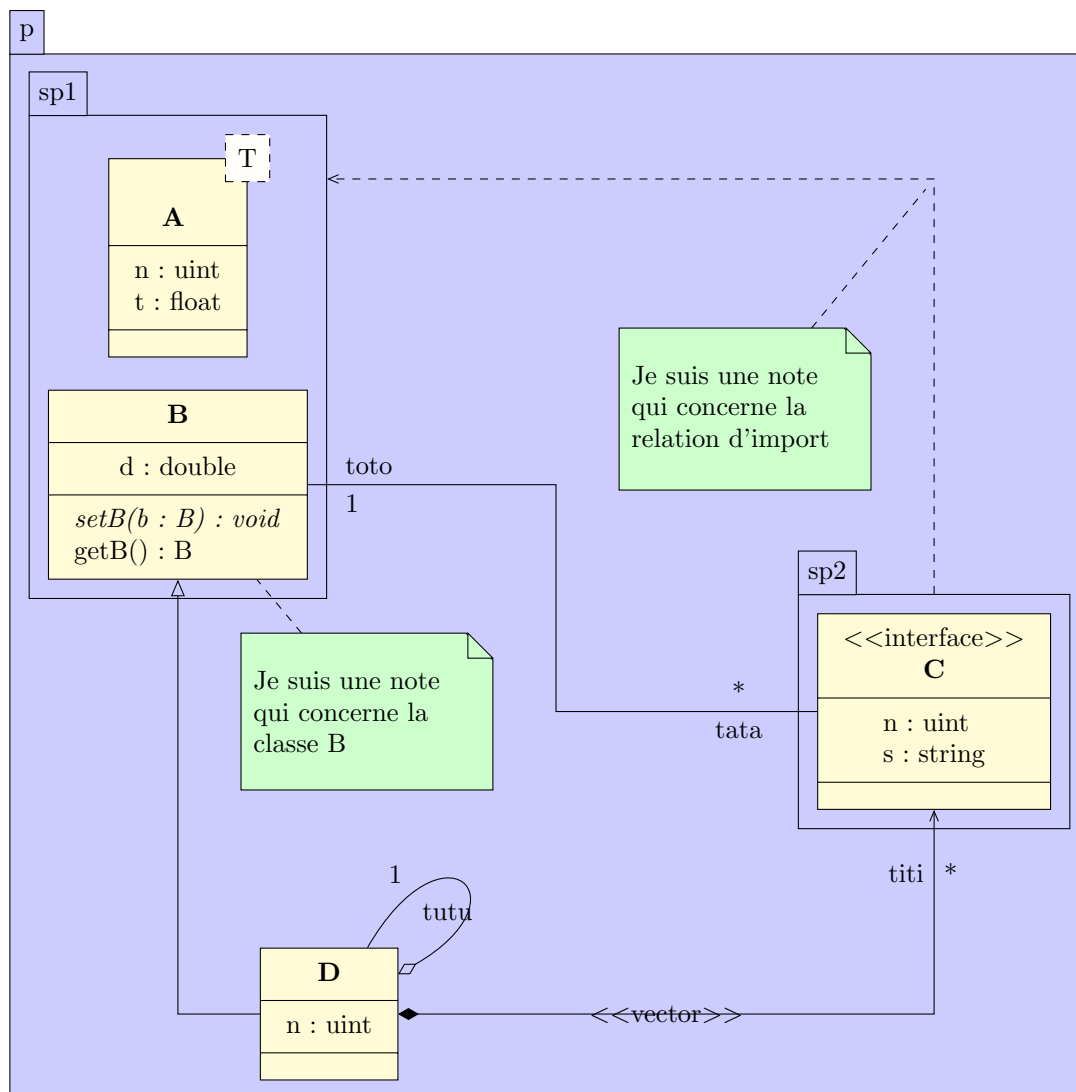 p
sp1
T
A
n : uint
t : float
B
d : double
setB(b : B) : void
getB() : B
toto
1
Je suis une note
qui concerne la
relation d'import
Je suis une note
qui concerne la
classe B
sp2
<<interface>>
C
n : uint
s : string
*
tata
titi
*
1
tutu
D
n : uint
<<vector>>